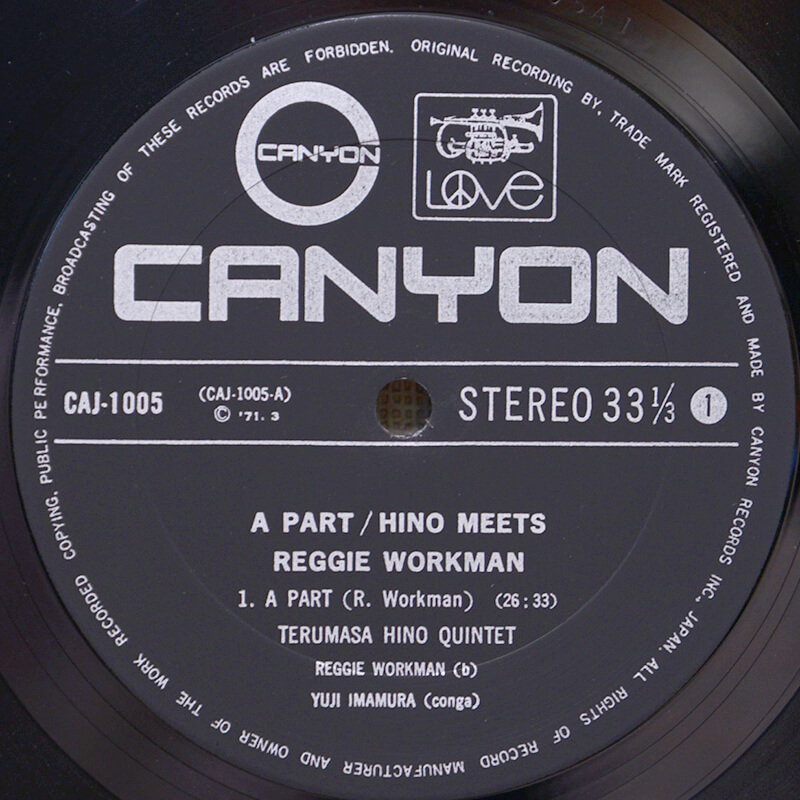 ORIGINAL RECORDING BY, TRADE MARK REGISTERED AND MADE BY CANYON RECORDS INC., JAPAN. ALL RIGHTS OF RECORD MANUFACTURER AND OWNER OF THE WORK RECORDED COPYING, PUBLIC PERFORMANCE, BROADCASTING OF THESE RECORDS ARE FORBIDDEN.
CANYON
LOVE
CANYON
CAJ-1005 (CAJ-1005-A) STEREO 33 1/3 1
© '71. 3
A PART / HINO MEETS
REGGIE WORKMAN
1. A PART (R. Workman) (26:33)
TERUMASA HINO QUINTET
REGGIE WORKMAN (b)
YUJI IMAMURA (conga)